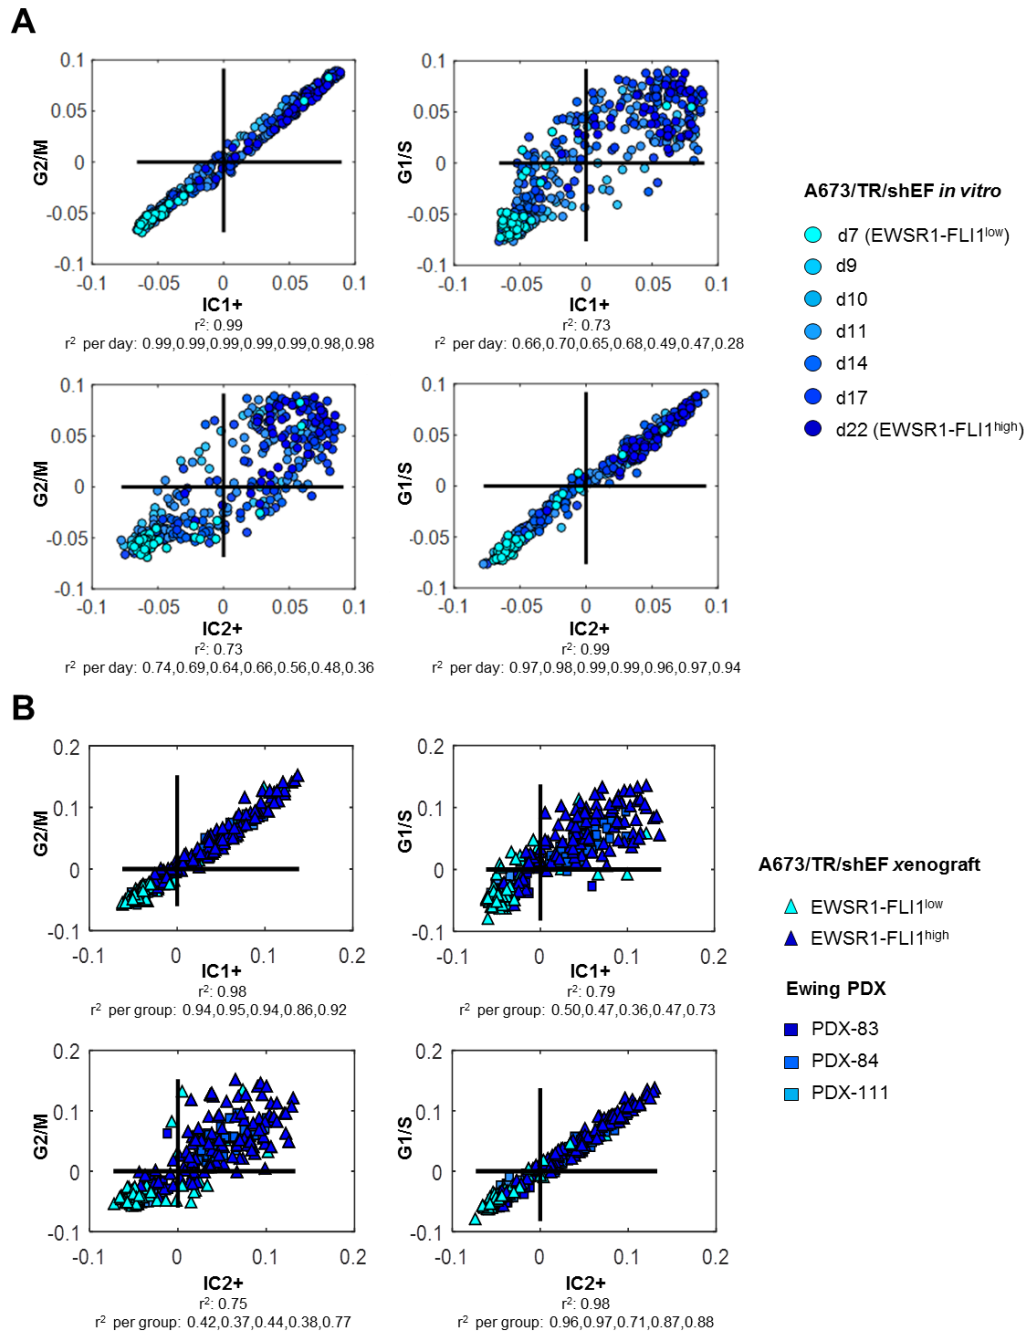 A
0.1
0.05
0
-0.05
-0.1
G2/M
-0.1 -0.05 0 0.05 0.1
IC1+
r²: 0.99
r² per day: 0.99,0.99,0.99,0.99,0.99,0.98,0.98
0.1
0.05
0
-0.05
-0.1
G1/S
-0.1 -0.05 0 0.05 0.1
IC1+
r²: 0.73
r² per day: 0.66,0.70,0.65,0.68,0.49,0.47,0.28
0.1
0.05
0
-0.05
-0.1
G2/M
-0.1 -0.05 0 0.05 0.1
IC2+
r²: 0.73
r² per day: 0.74,0.69,0.64,0.66,0.56,0.48,0.36
0.1
0.05
0
-0.05
-0.1
G1/S
-0.1 -0.05 0 0.05 0.1
IC2+
r²: 0.99
r² per day: 0.97,0.98,0.99,0.99,0.96,0.97,0.94
A673/TR/shEF in vitro
d7 (EWSR1-FLI1low)
d9
d10
d11
d14
d17
d22 (EWSR1-FLI1high)
B
0.2
0.1
0
-0.1
G2/M
-0.1 0 0.1 0.2
IC1+
r²: 0.98
r² per group: 0.94,0.95,0.94,0.86,0.92
0.2
0.1
0
-0.1
G1/S
-0.1 0 0.1 0.2
IC1+
r²: 0.79
r² per group: 0.50,0.47,0.36,0.47,0.73
0.2
0.1
0
-0.1
G2/M
-0.1 0 0.1 0.2
IC2+
r²: 0.75
r² per group: 0.42,0.37,0.44,0.38,0.77
0.2
0.1
0
-0.1
G1/S
-0.1 0 0.1 0.2
IC2+
r²: 0.98
r² per group: 0.96,0.97,0.71,0.87,0.88
A673/TR/shEF xenograft
EWSR1-FLI1low
EWSR1-FLI1high
Ewing PDX
PDX-83
PDX-84
PDX-111